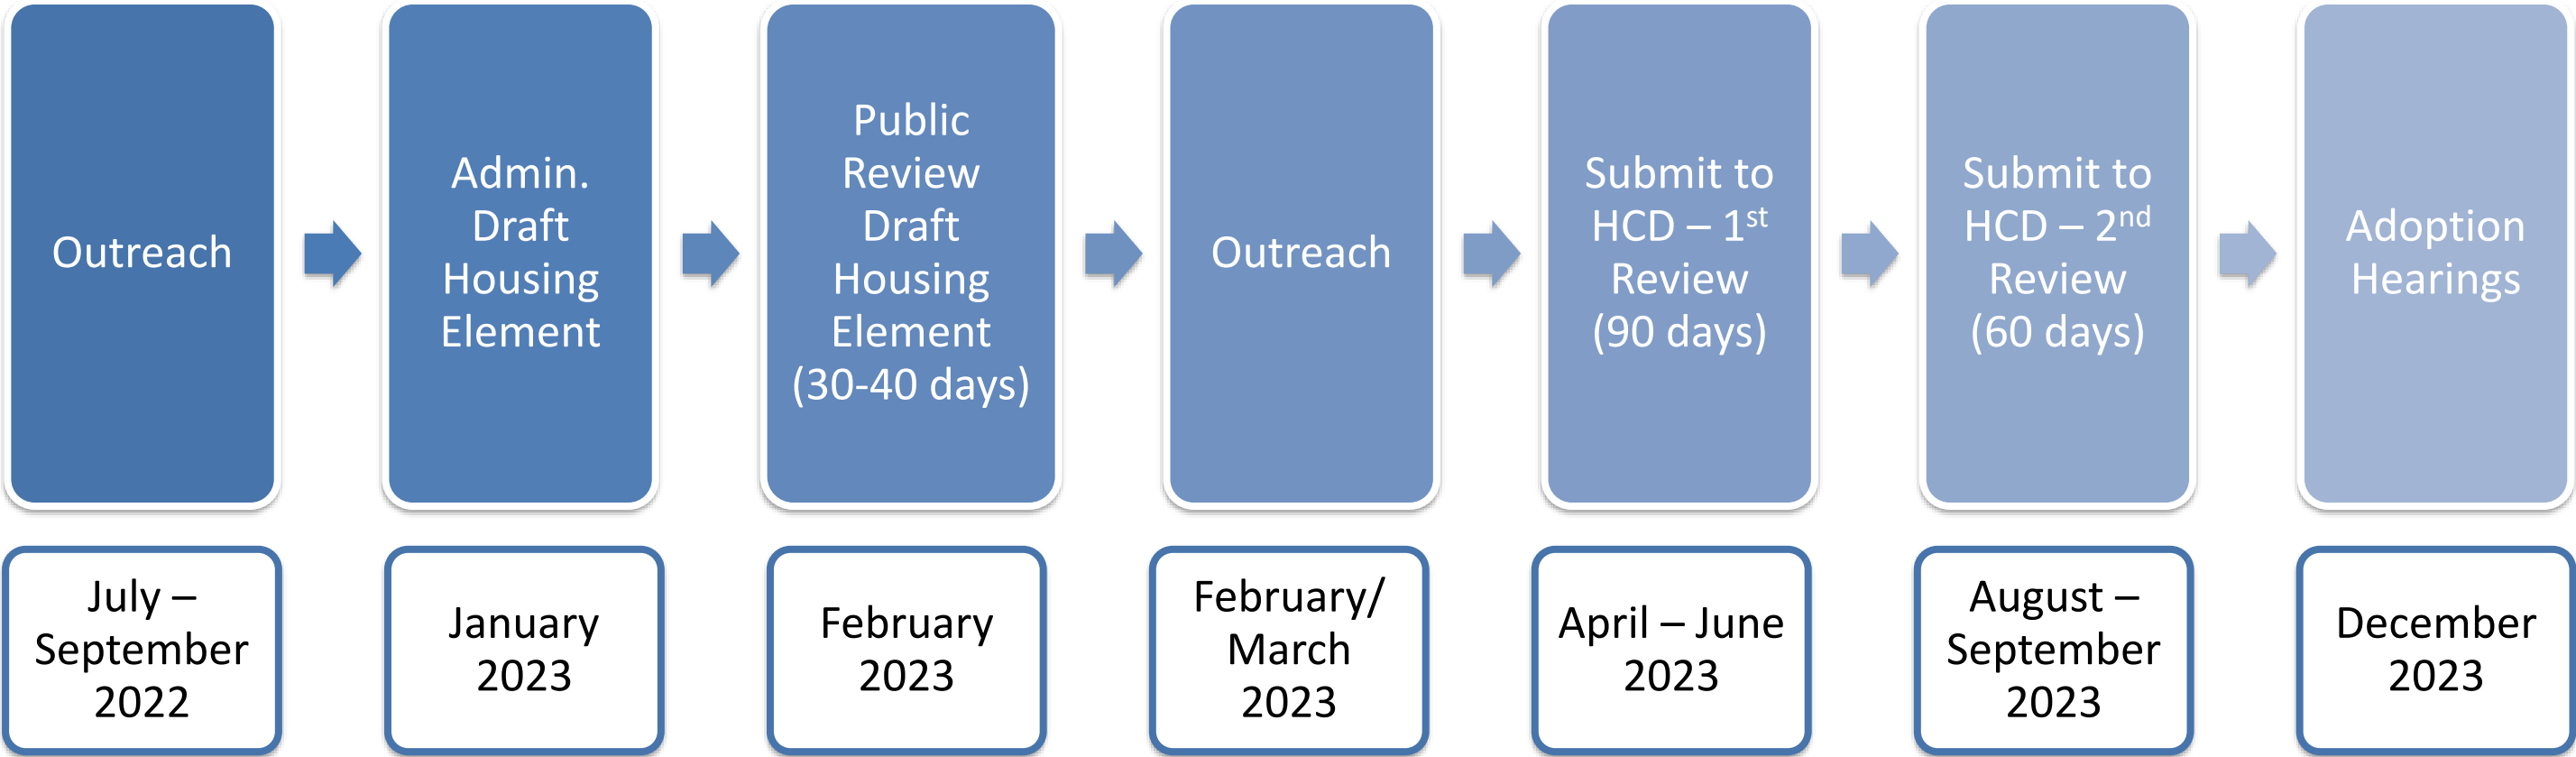 Outreach
Admin.
Draft
Housing
Element
Public
Review
Draft
Housing
Element
(30-40 days)
Outreach
Submit to
HCD – 1st
Review
(90 days)
Submit to
HCD – 2nd
Review
(60 days)
Adoption
Hearings
July –
September
2022
January
2023
February
2023
February/
March
2023
April – June
2023
August –
September
2023
December
2023